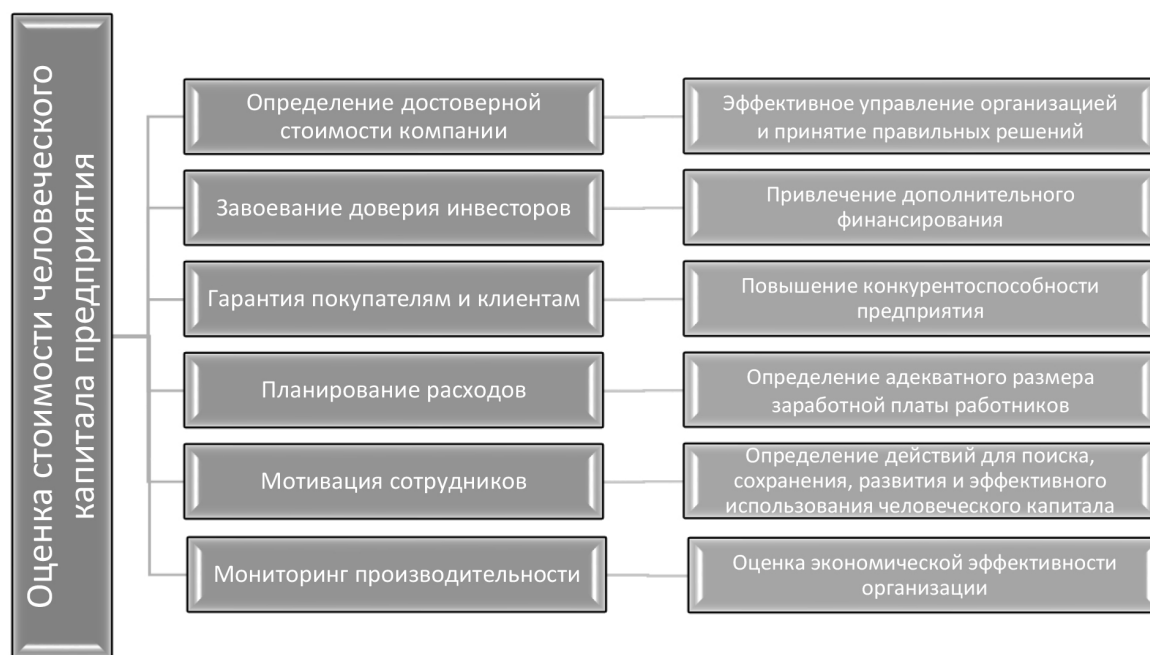 Оценка стоимости человеческого
капитала предприятия
Определение достоверной
стоимости компании
Эффективное управление организацией
и принятие правильных решений
Завоевание доверия инвесторов
Привлечение дополнительного
финансирования
Гарантия покупателям и клиентам
Повышение конкурентоспособности
предприятия
Планирование расходов
Определение адекватного размера
заработной платы работников
Мотивация сотрудников
Определение действий для поиска,
сохранения, развития и эффективного
использования человеческого капитала
Мониторинг производительности
Оценка экономической эффективности
организации